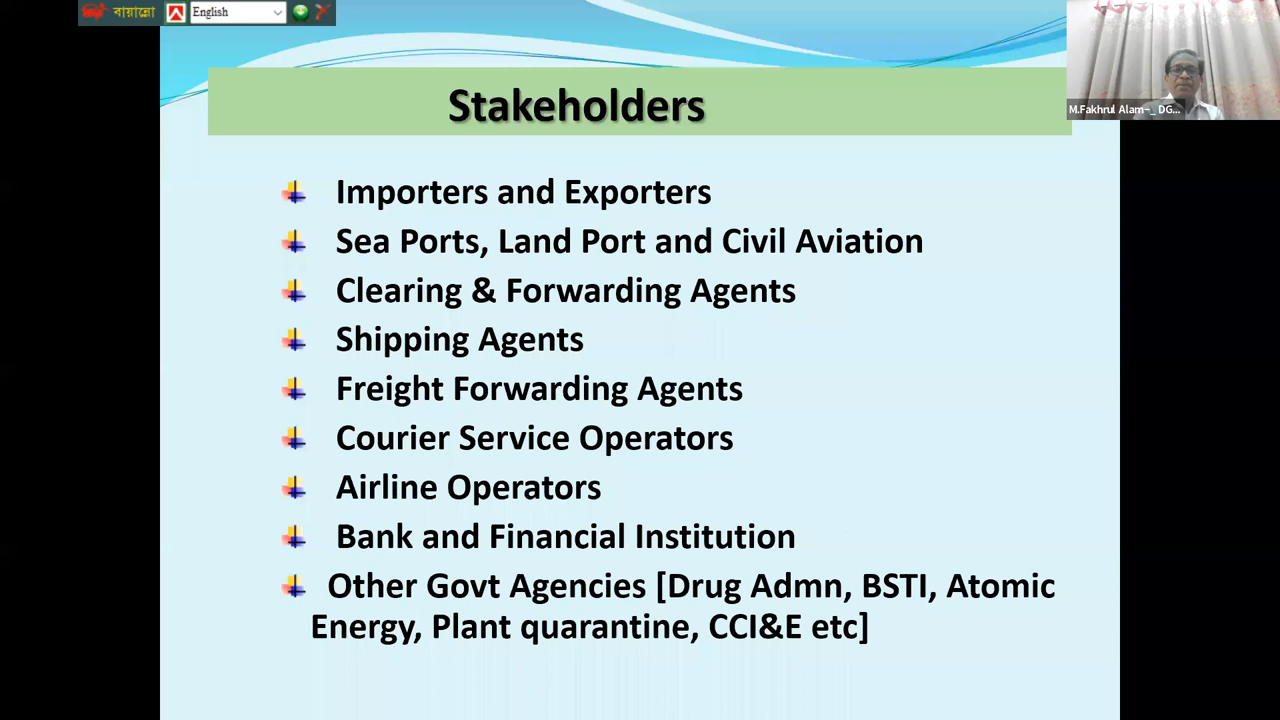 বায়ান্নো English
M.Fakhrul Alam~_ DG...
Stakeholders
Importers and Exporters
Sea Ports, Land Port and Civil Aviation
Clearing & Forwarding Agents
Shipping Agents
Freight Forwarding Agents
Courier Service Operators
Airline Operators
Bank and Financial Institution
Other Govt Agencies [Drug Admn, BSTI, Atomic
Energy, Plant quarantine, CCI&E etc]